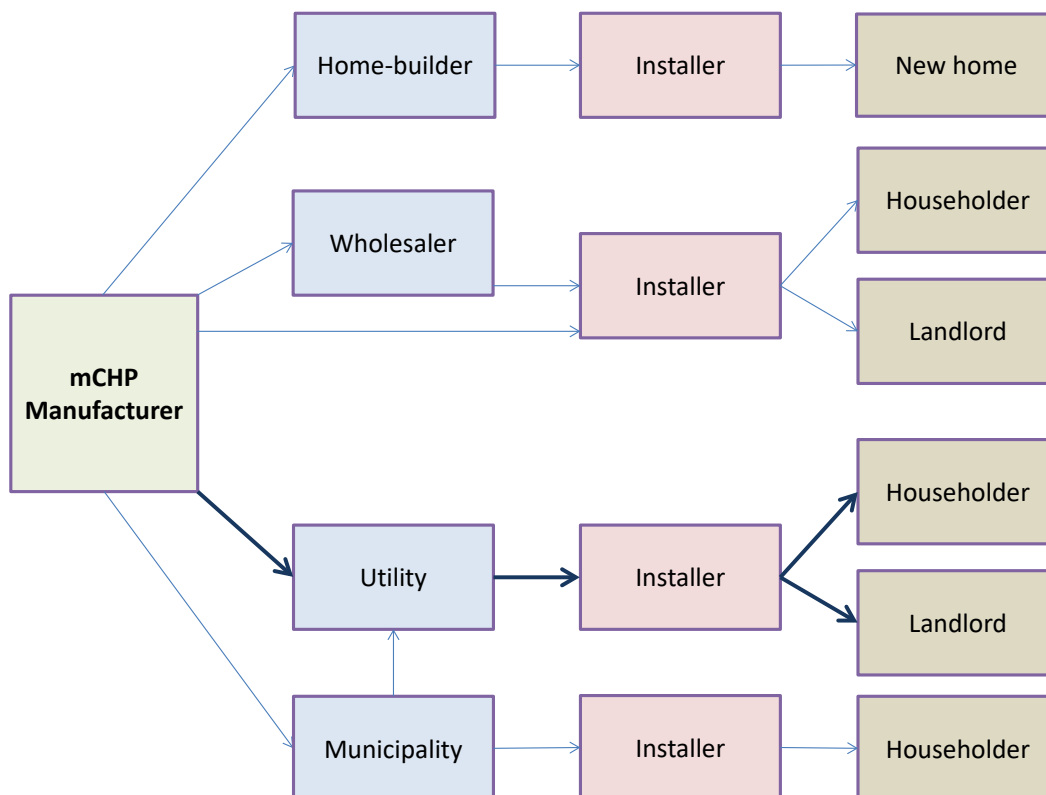 Home-builder
Installer
New home
Householder
Wholesaler
Installer
Landlord
mCHP
Manufacturer
Householder
Utility
Installer
Landlord
Municipality
Installer
Householder